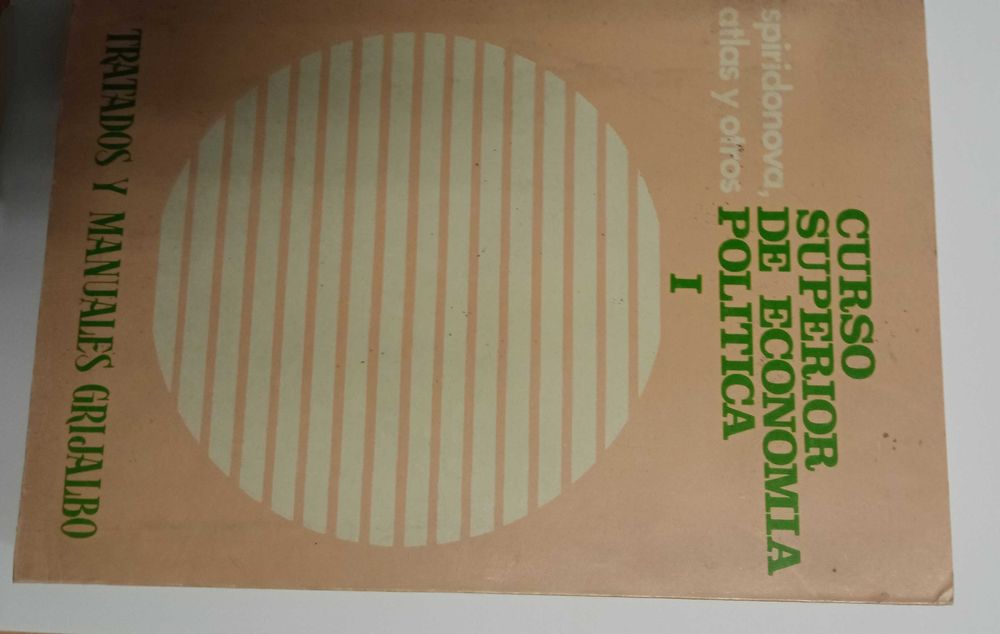 spiridonova,
atlas y otros
CURSO
SUPERIOR
DE ECONOMIA
POLITICA
I
TRATADOS Y MANUALES GRIJALBO